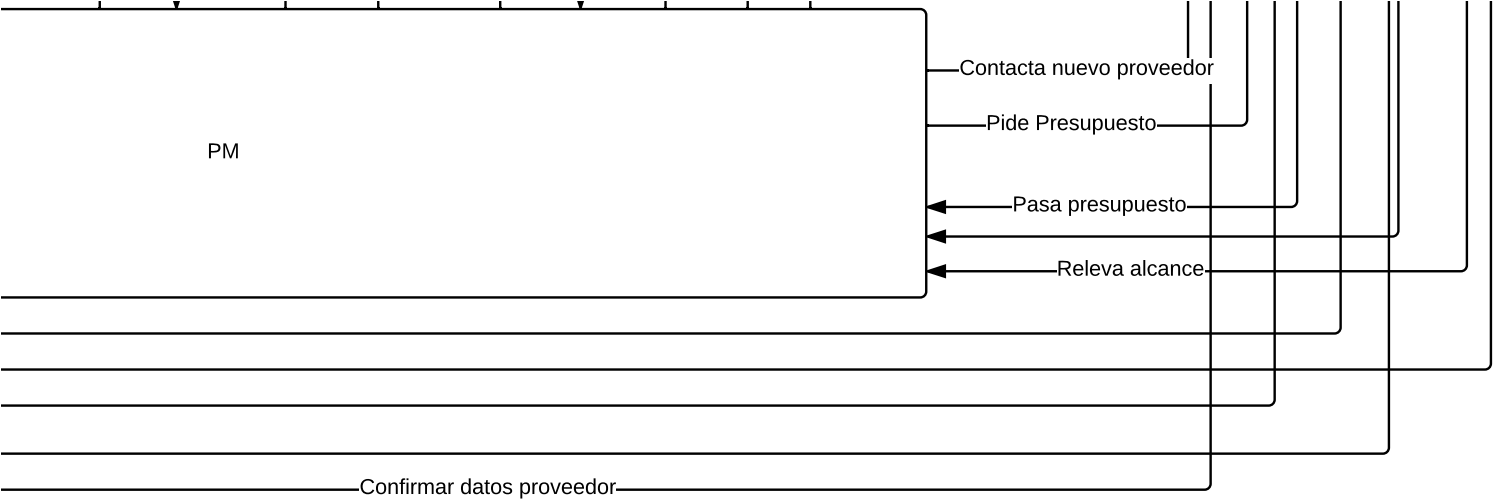 Contacta nuevo proveedor
Pide Presupuesto
PM
Pasa presupuesto
Releva alcance
Confirmar datos proveedor